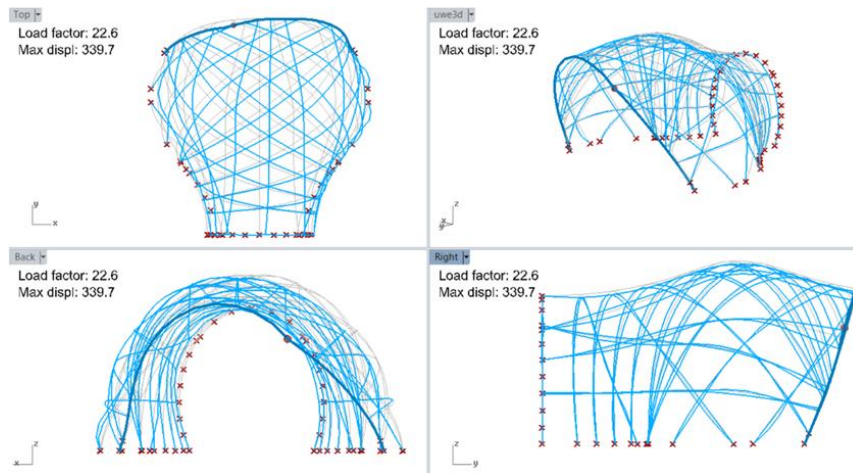 Top
Load factor: 22.6
Max displ: 339.7
y
x
uwe3d
Load factor: 22.6
Max displ: 339.7
z
x
y
Back
Load factor: 22.6
Max displ: 339.7
z
x
Right
Load factor: 22.6
Max displ: 339.7
z
y